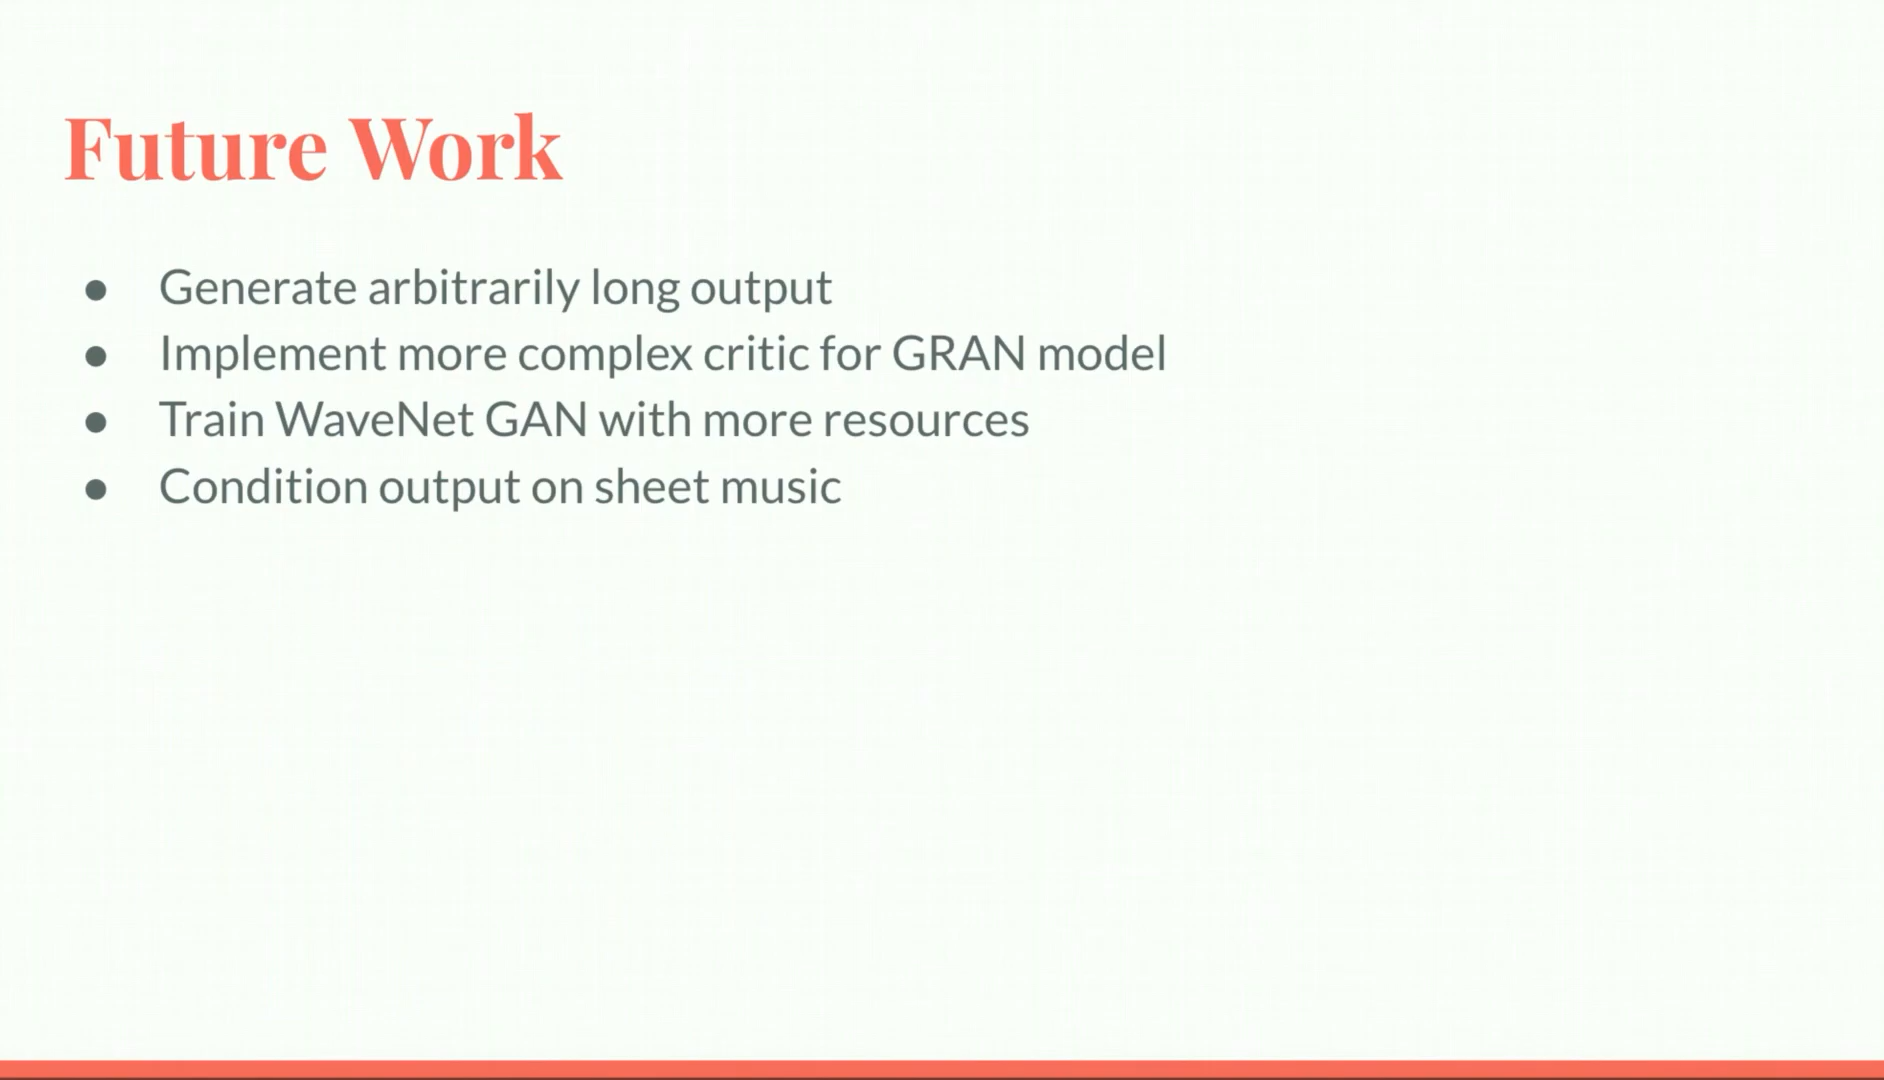 Future Work
● Generate arbitrarily long output
● Implement more complex critic for GRAN model
● Train WaveNet GAN with more resources
● Condition output on sheet music